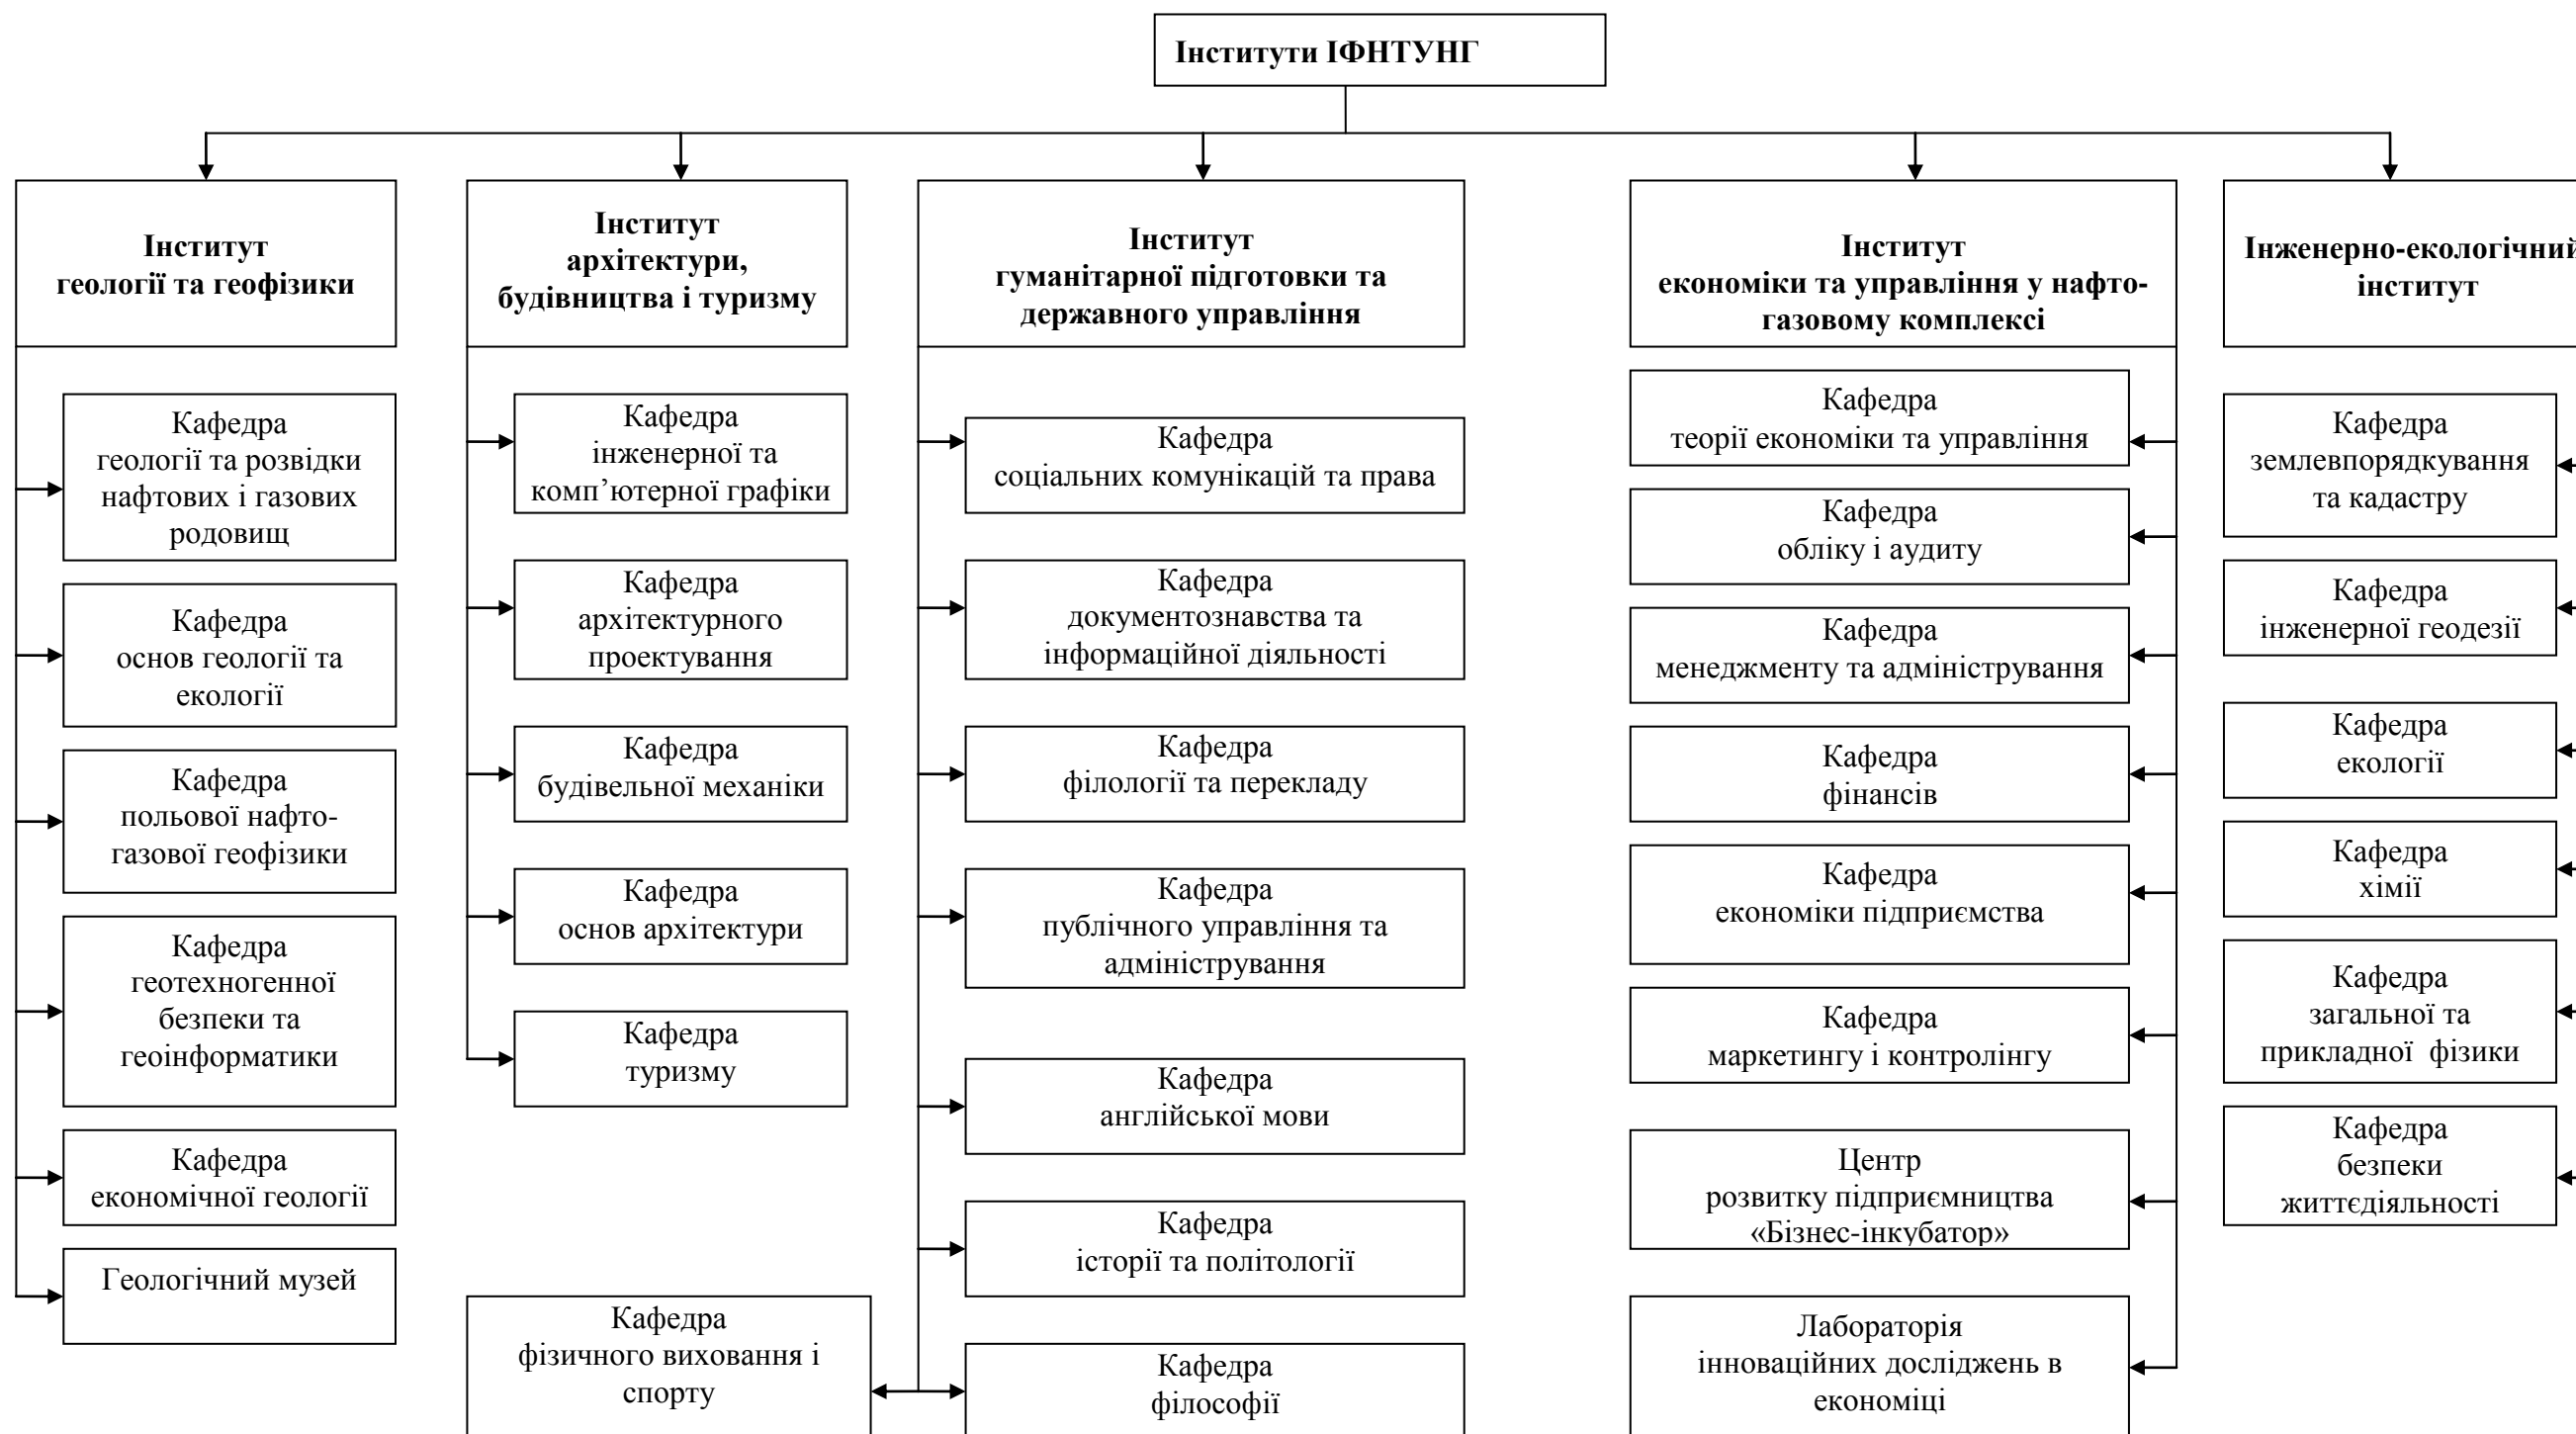 Інститути ІФНТУНГ
Інститут
геології та геофізики
Кафедра
геології та розвідки
нафтових і газових
родовищ
Кафедра
основ геології та
екології
Кафедра
польової нафто-
газової геофізики
Кафедра
геотехногенної
безпеки та
геоінформатики
Кафедра
економічної геології
Геологічний музей
Інститут
архітектури,
будівництва і туризму
Кафедра
інженерної та
комп’ютерної графіки
Кафедра
архітектурного
проектування
Кафедра
будівельної механіки
Кафедра
основ архітектури
Кафедра
туризму
Інститут
гуманітарної підготовки та
державного управління
Кафедра
соціальних комунікацій та права
Кафедра
документознавства та
інформаційної діяльності
Кафедра
філології та перекладу
Кафедра
публічного управління та
адміністрування
Кафедра
англійської мови
Кафедра
історії та політології
Кафедра
фізичного виховання і
спорту
Кафедра
філософії
Інститут
економіки та управління у нафто-
газовому комплексі
Кафедра
теорії економіки та управління
Кафедра
обліку і аудиту
Кафедра
менеджменту та адміністрування
Кафедра
фінансів
Кафедра
економіки підприємства
Кафедра
маркетингу і контролінгу
Центр
розвитку підприємництва
«Бізнес-інкубатор»
Лабораторія
інноваційних досліджень в
економіці
Інженерно-екологічний
інститут
Кафедра
землевпорядкування
та кадастру
Кафедра
інженерної геодезії
Кафедра
екології
Кафедра
хімії
Кафедра
загальної та
прикладної  фізики
Кафедра
безпеки
життєдіяльності